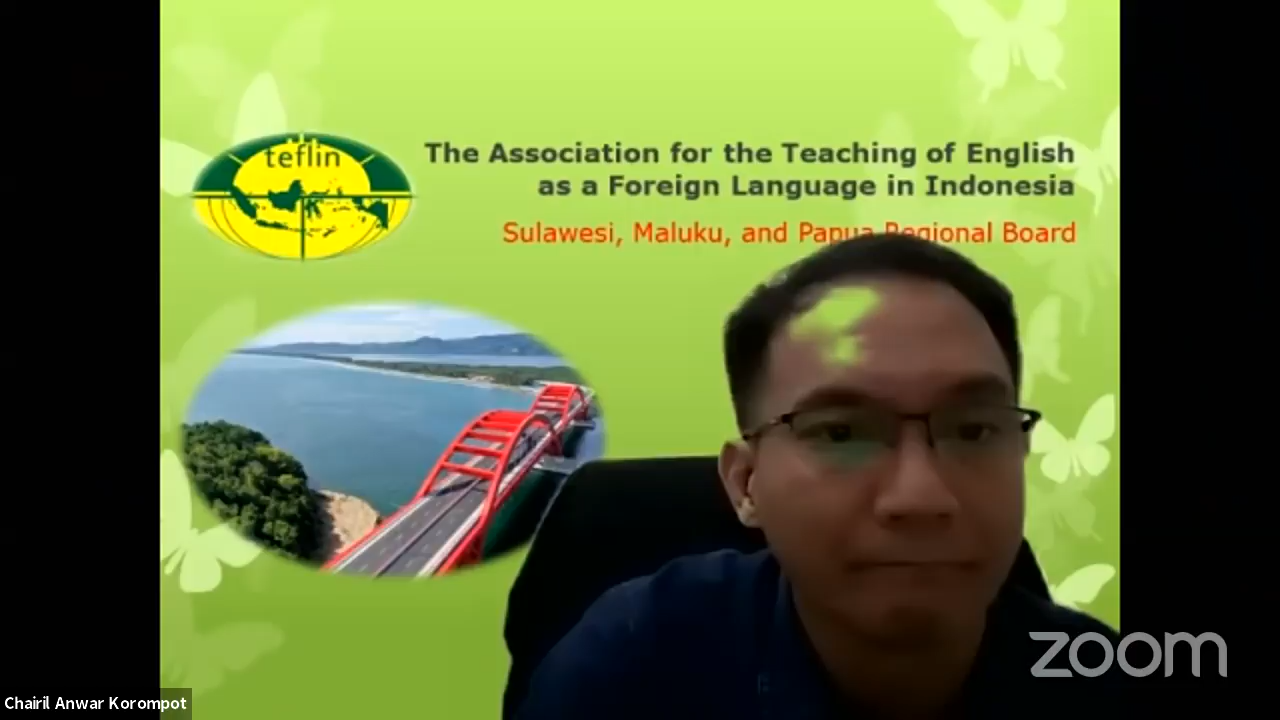 teflin
The Association for the Teaching of English
as a Foreign Language in Indonesia
Sulawesi, Maluku, and Papua Regional Board
zoom
Chairil Anwar Korompot